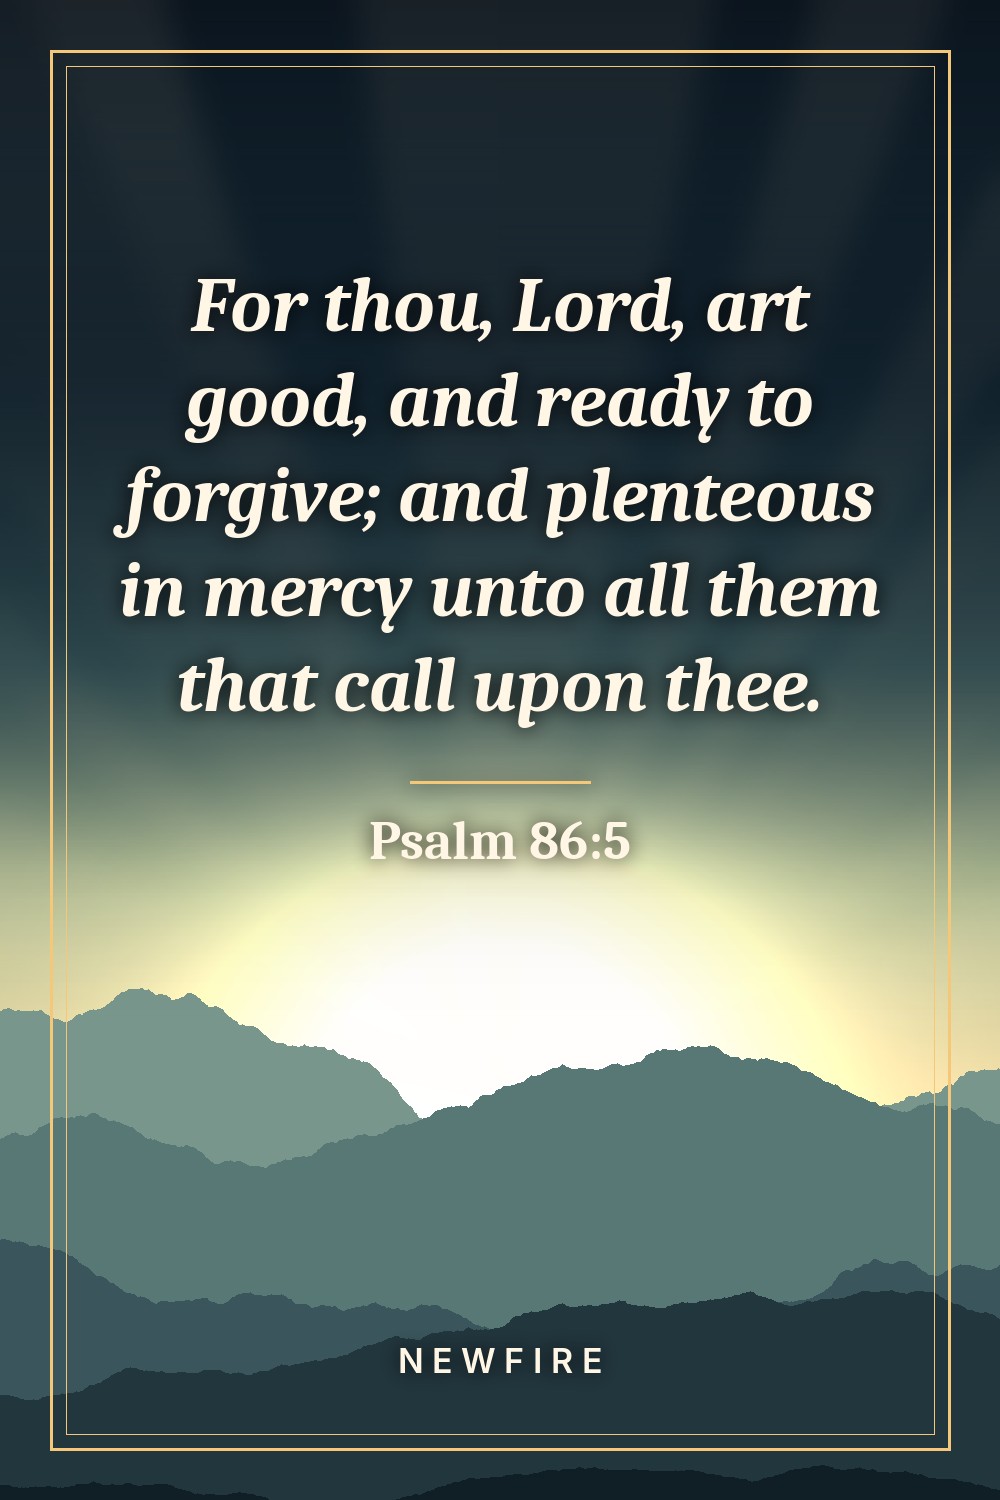 For thou, Lord, art
good, and ready to
forgive; and plenteous
in mercy unto all them
that call upon thee.
Psalm 86:5
NEWFIRE